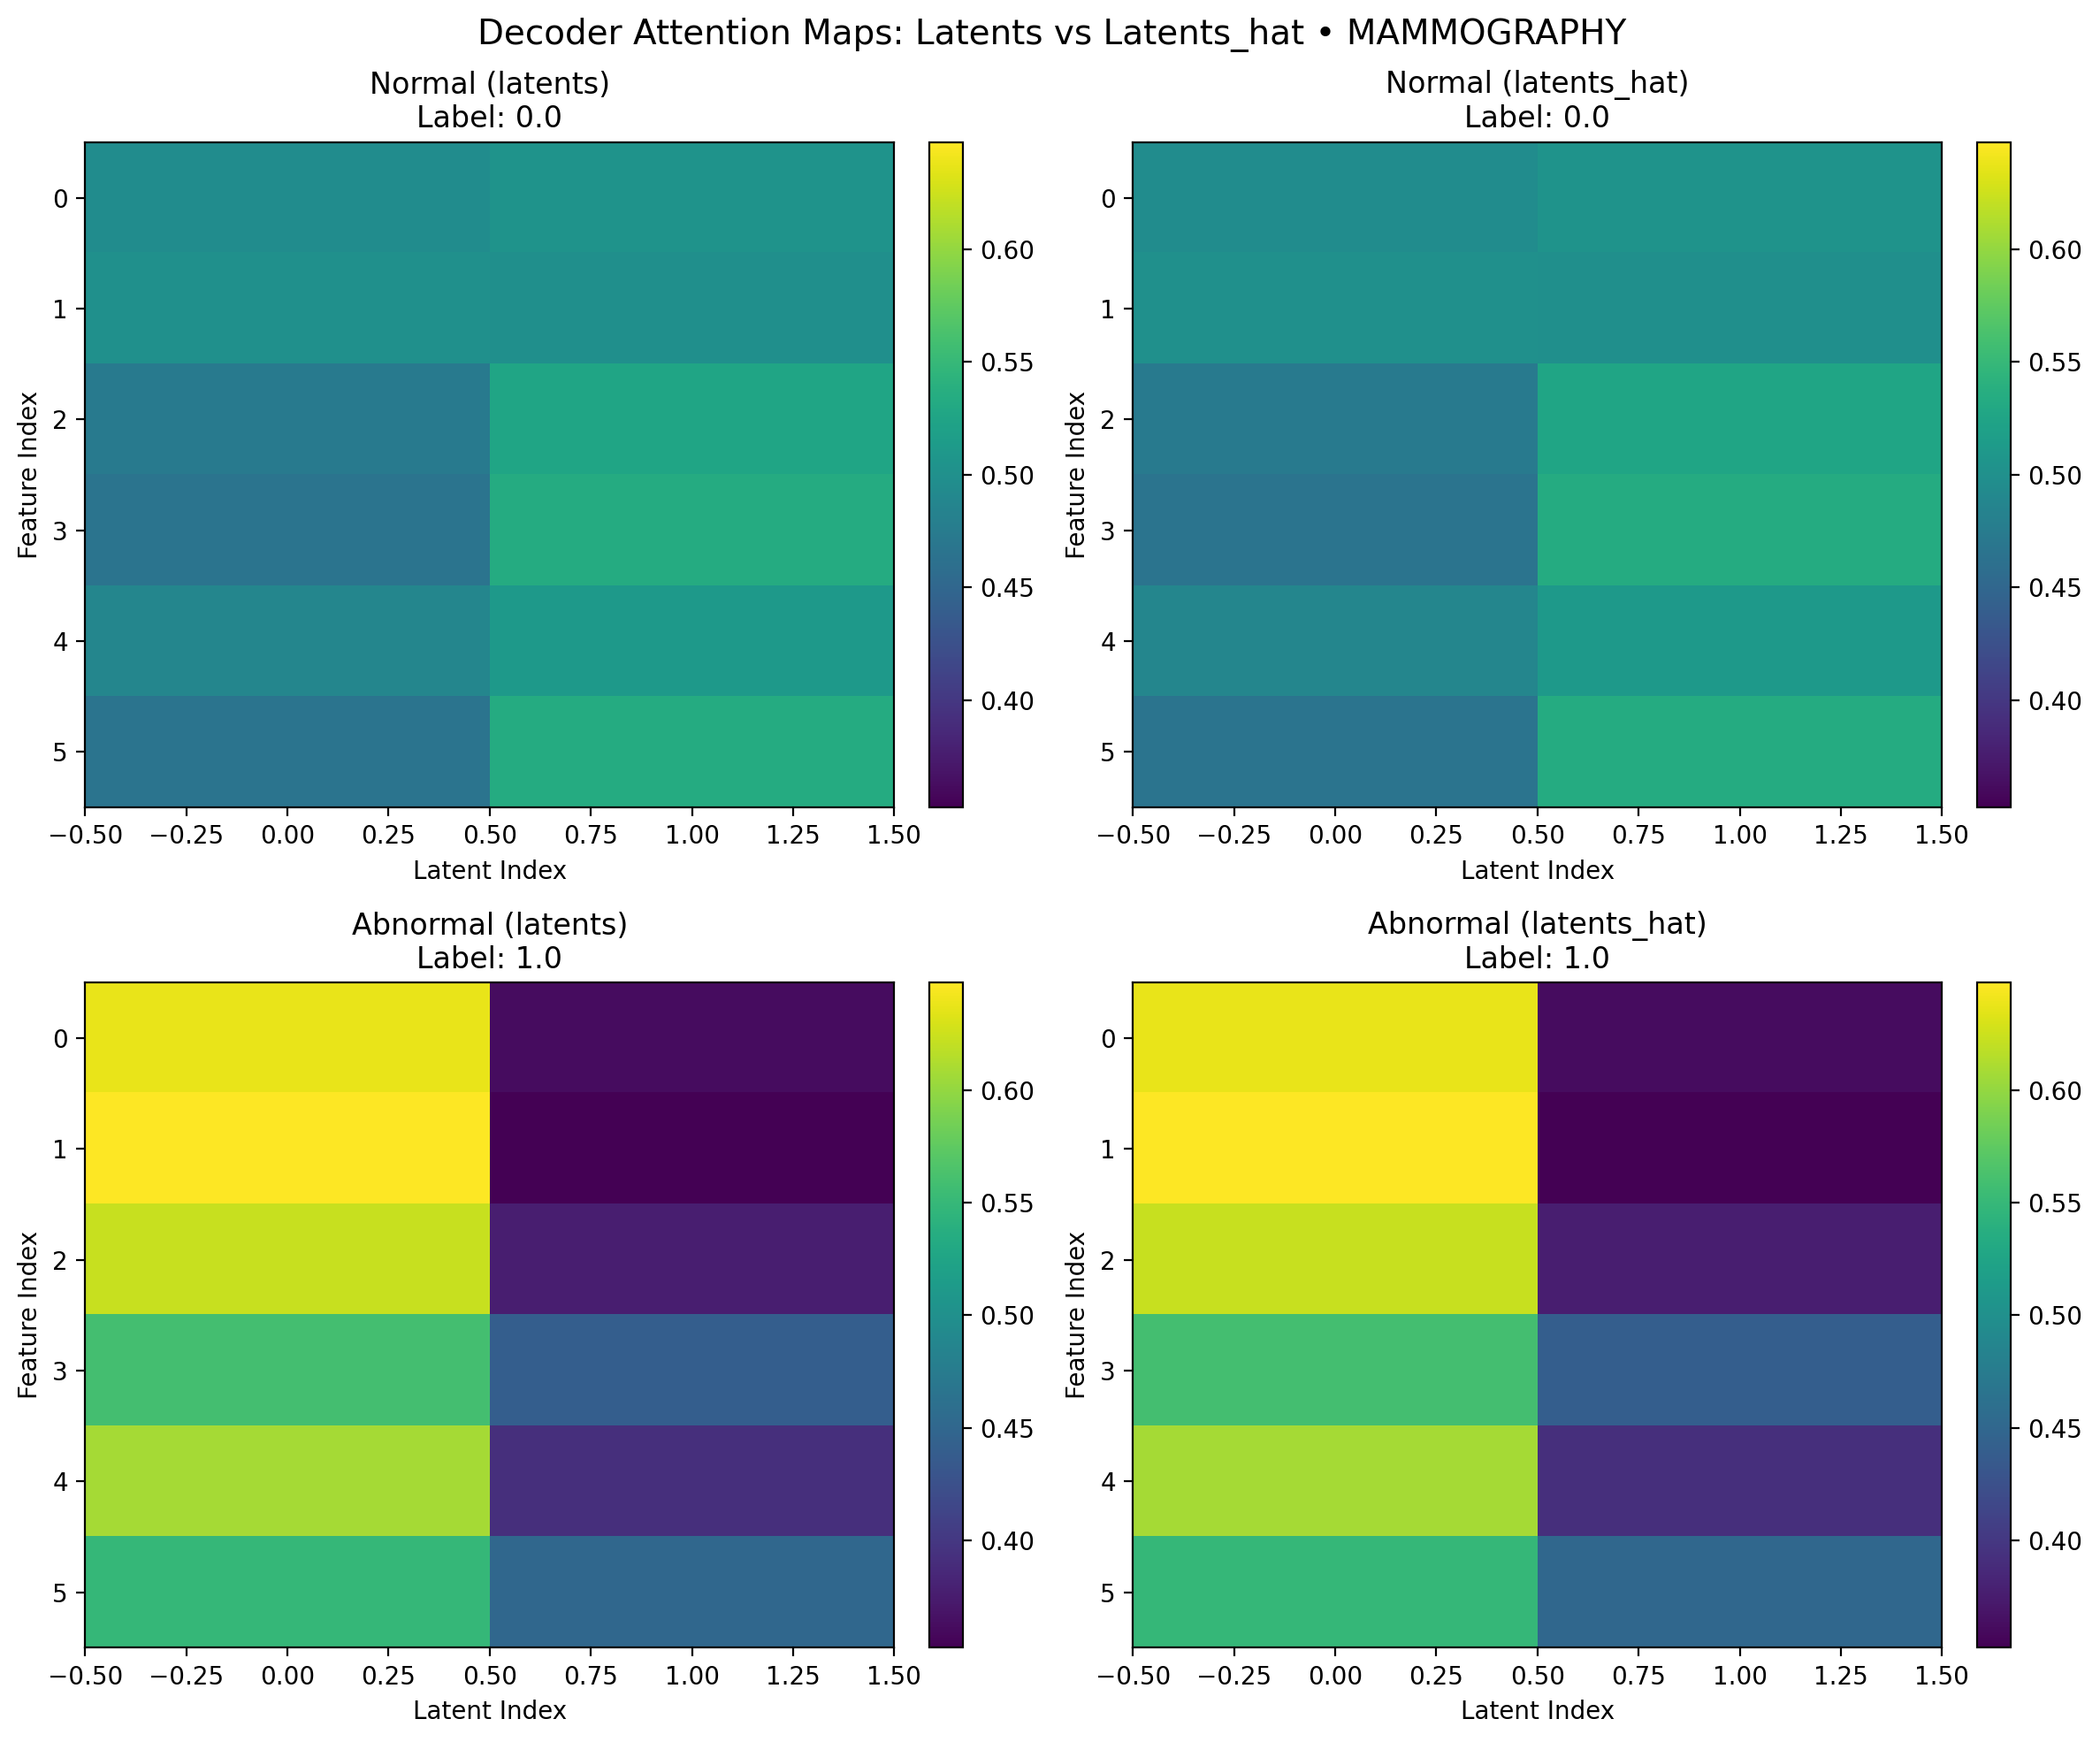 Decoder Attention Maps: Latents vs Latents_hat • MAMMOGRAPHY
Normal (latents)
Label: 0.0
Feature Index
0
1
2
3
4
5
−0.50 −0.25 0.00 0.25 0.50 0.75 1.00 1.25 1.50
Latent Index
0.60
0.55
0.50
0.45
0.40
Normal (latents_hat)
Label: 0.0
Feature Index
0
1
2
3
4
5
−0.50 −0.25 0.00 0.25 0.50 0.75 1.00 1.25 1.50
Latent Index
0.60
0.55
0.50
0.45
0.40
Abnormal (latents)
Label: 1.0
Feature Index
0
1
2
3
4
5
−0.50 −0.25 0.00 0.25 0.50 0.75 1.00 1.25 1.50
Latent Index
0.60
0.55
0.50
0.45
0.40
Abnormal (latents_hat)
Label: 1.0
Feature Index
0
1
2
3
4
5
−0.50 −0.25 0.00 0.25 0.50 0.75 1.00 1.25 1.50
Latent Index
0.60
0.55
0.50
0.45
0.40